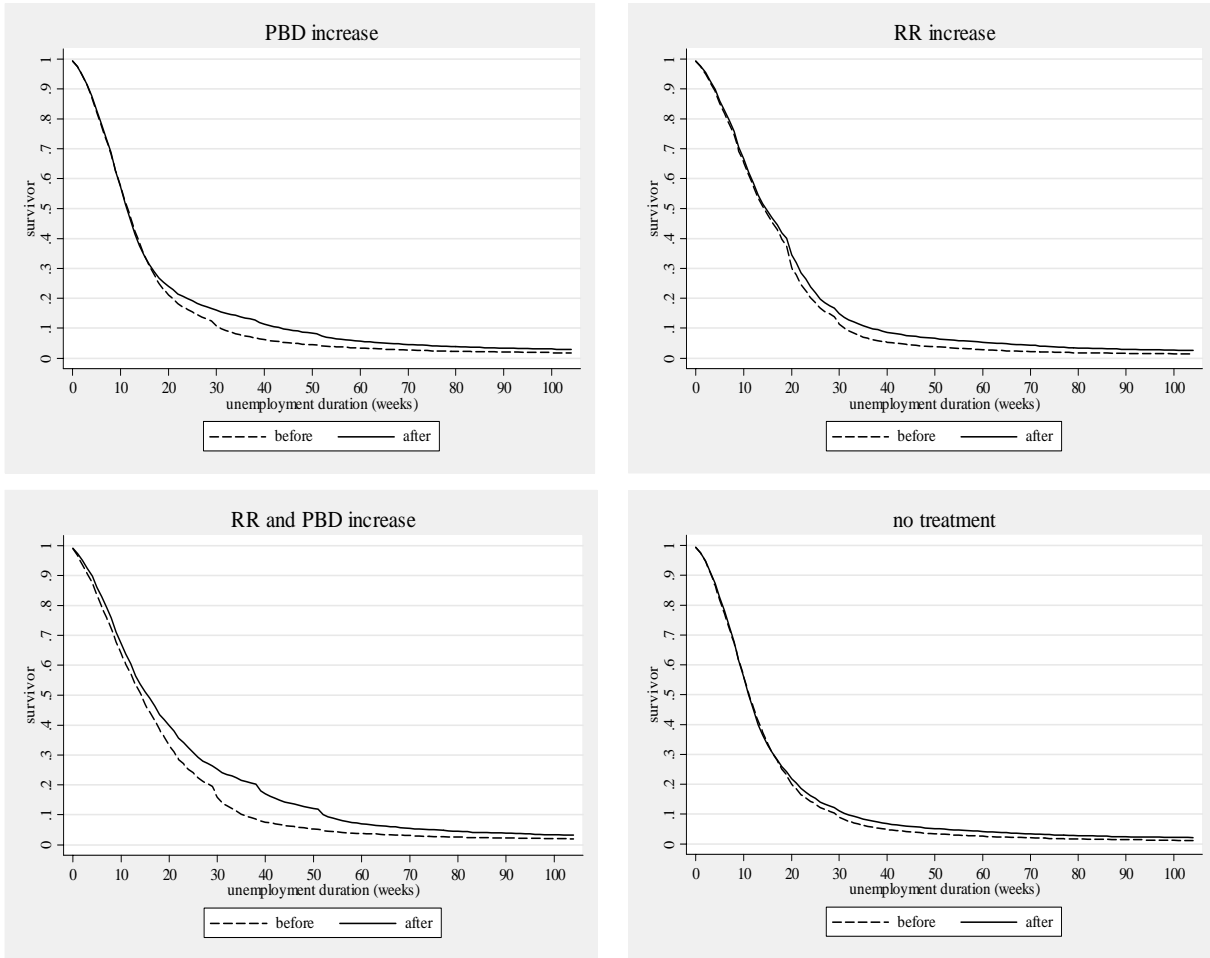 PBD increase
survivor
1
.9
.8
.7
.6
.5
.4
.3
.2
.1
0
0 10 20 30 40 50 60 70 80 90 100
unemployment duration (weeks)
before after
RR increase
survivor
1
.9
.8
.7
.6
.5
.4
.3
.2
.1
0
0 10 20 30 40 50 60 70 80 90 100
unemployment duration (weeks)
before after
RR and PBD increase
survivor
1
.9
.8
.7
.6
.5
.4
.3
.2
.1
0
0 10 20 30 40 50 60 70 80 90 100
unemployment duration (weeks)
before after
no treatment
survivor
1
.9
.8
.7
.6
.5
.4
.3
.2
.1
0
0 10 20 30 40 50 60 70 80 90 100
unemployment duration (weeks)
before after